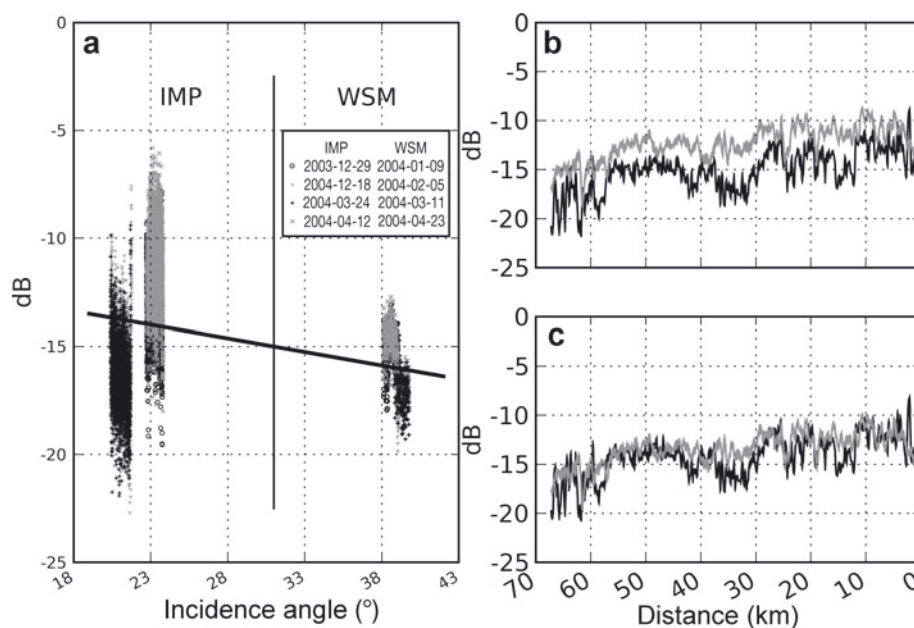 a
IMP
WSM
IMP WSM
2003-12-29 2004-01-09
2004-12-18 2004-02-05
2004-03-24 2004-03-11
2004-04-12 2004-04-23
0
-5
-10
-15
-20
-25
dB
18 23 28 33 38 43
Incidence angle (°)
b
0
-5
-10
-15
-20
-25
dB
c
0
-5
-10
-15
-20
-25
dB
70 60 50 40 30 20 10 0
Distance (km)